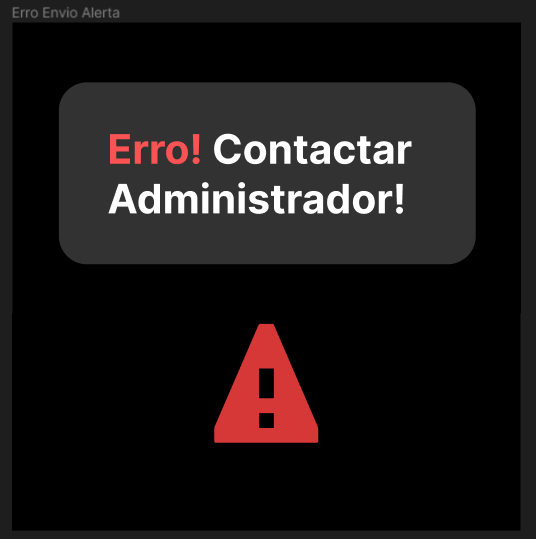 Erro Envio Alerta
Erro! Contactar
Administrador!